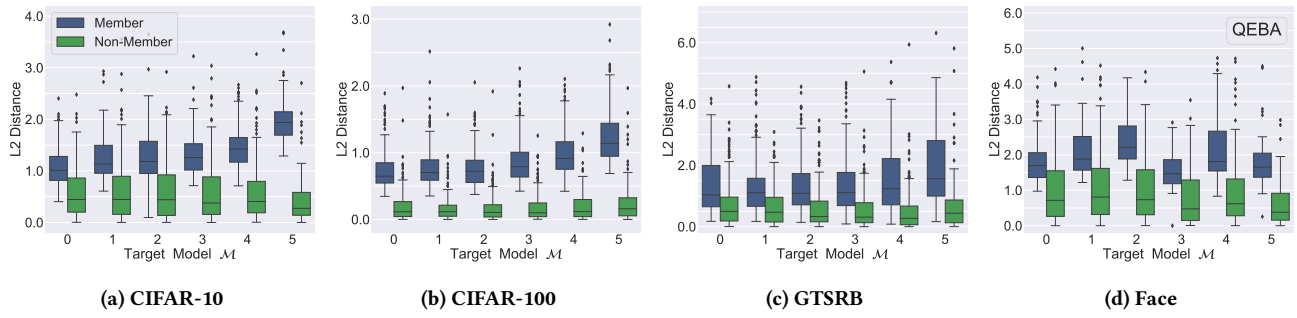 4.0
3.0
2.0
1.0
0.0
L2 Distance
Member
Non-Member
0 1 2 3 4 5
Target Model ℳ
(a) CIFAR-10
3.0
2.0
1.0
0.0
L2 Distance
0 1 2 3 4 5
Target Model ℳ
(b) CIFAR-100
6.0
4.0
2.0
0.0
L2 Distance
0 1 2 3 4 5
Target Model ℳ
(c) GTSRB
6.0
5.0
4.0
3.0
2.0
1.0
0.0
L2 Distance
QEBA
0 1 2 3 4 5
Target Model ℳ
(d) Face